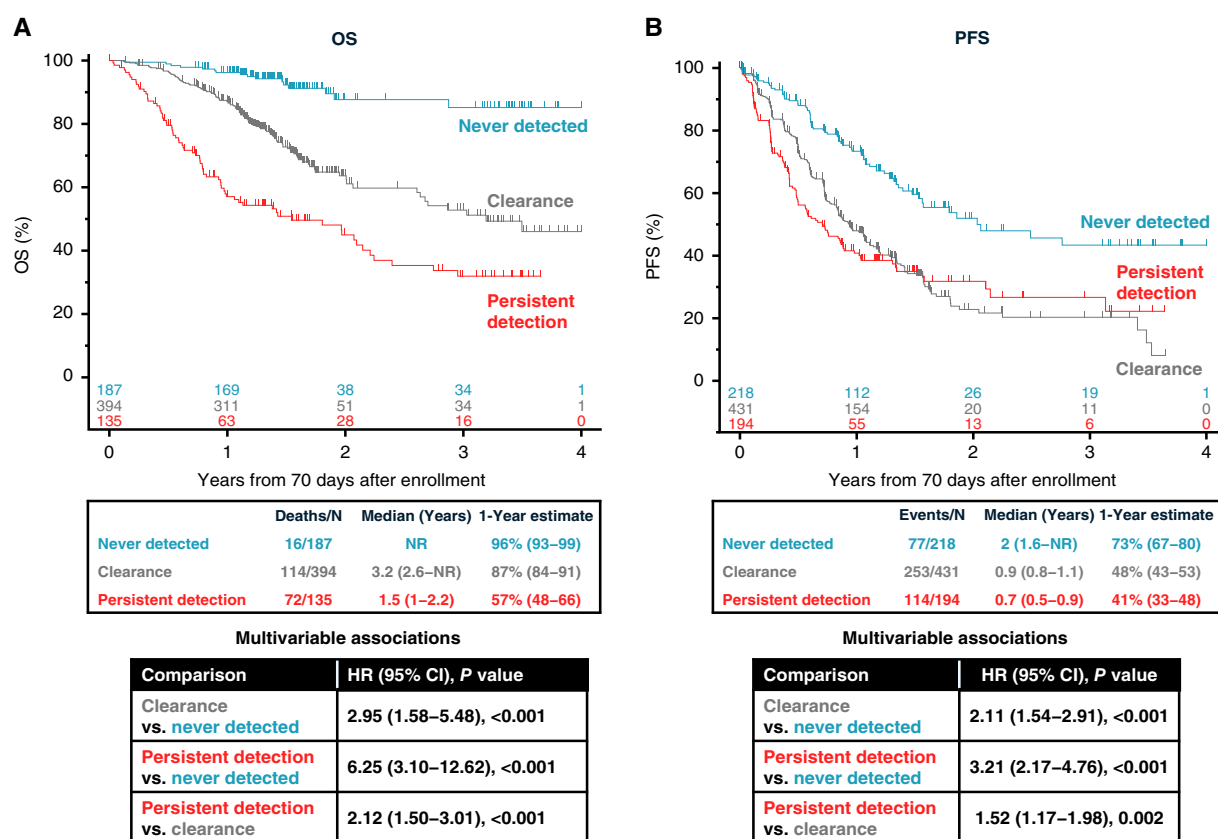 A
OS
100
80
60
40
20
0
OS (%)
Never detected
Clearance
Persistent
detection
187 169 38 34 1
394 311 51 34 1
135 63 28 16 0
0 1 2 3 4
Years from 70 days after enrollment
Deaths/N Median (Years) 1-Year estimate
Never detected 16/187 NR 96% (93–99)
Clearance 114/394 3.2 (2.6–NR) 87% (84–91)
Persistent detection 72/135 1.5 (1–2.2) 57% (48–66)
Multivariable associations
Comparison HR (95% CI), P value
Clearance
vs. never detected
2.95 (1.58–5.48), <0.001
Persistent detection
vs. never detected
6.25 (3.10–12.62), <0.001
Persistent detection
vs. clearance
2.12 (1.50–3.01), <0.001
B
PFS
100
80
60
40
20
0
PFS (%)
Never detected
Persistent
detection
Clearance
218 112 26 19 1
431 154 20 11 0
194 55 13 6 0
0 1 2 3 4
Years from 70 days after enrollment
Events/N Median (Years) 1-Year estimate
Never detected 77/218 2 (1.6–NR) 73% (67–80)
Clearance 253/431 0.9 (0.8–1.1) 48% (43–53)
Persistent detection 114/194 0.7 (0.5–0.9) 41% (33–48)
Multivariable associations
Comparison HR (95% CI), P value
Clearance
vs. never detected
2.11 (1.54–2.91), <0.001
Persistent detection
vs. never detected
3.21 (2.17–4.76), <0.001
Persistent detection
vs. clearance
1.52 (1.17–1.98), 0.002